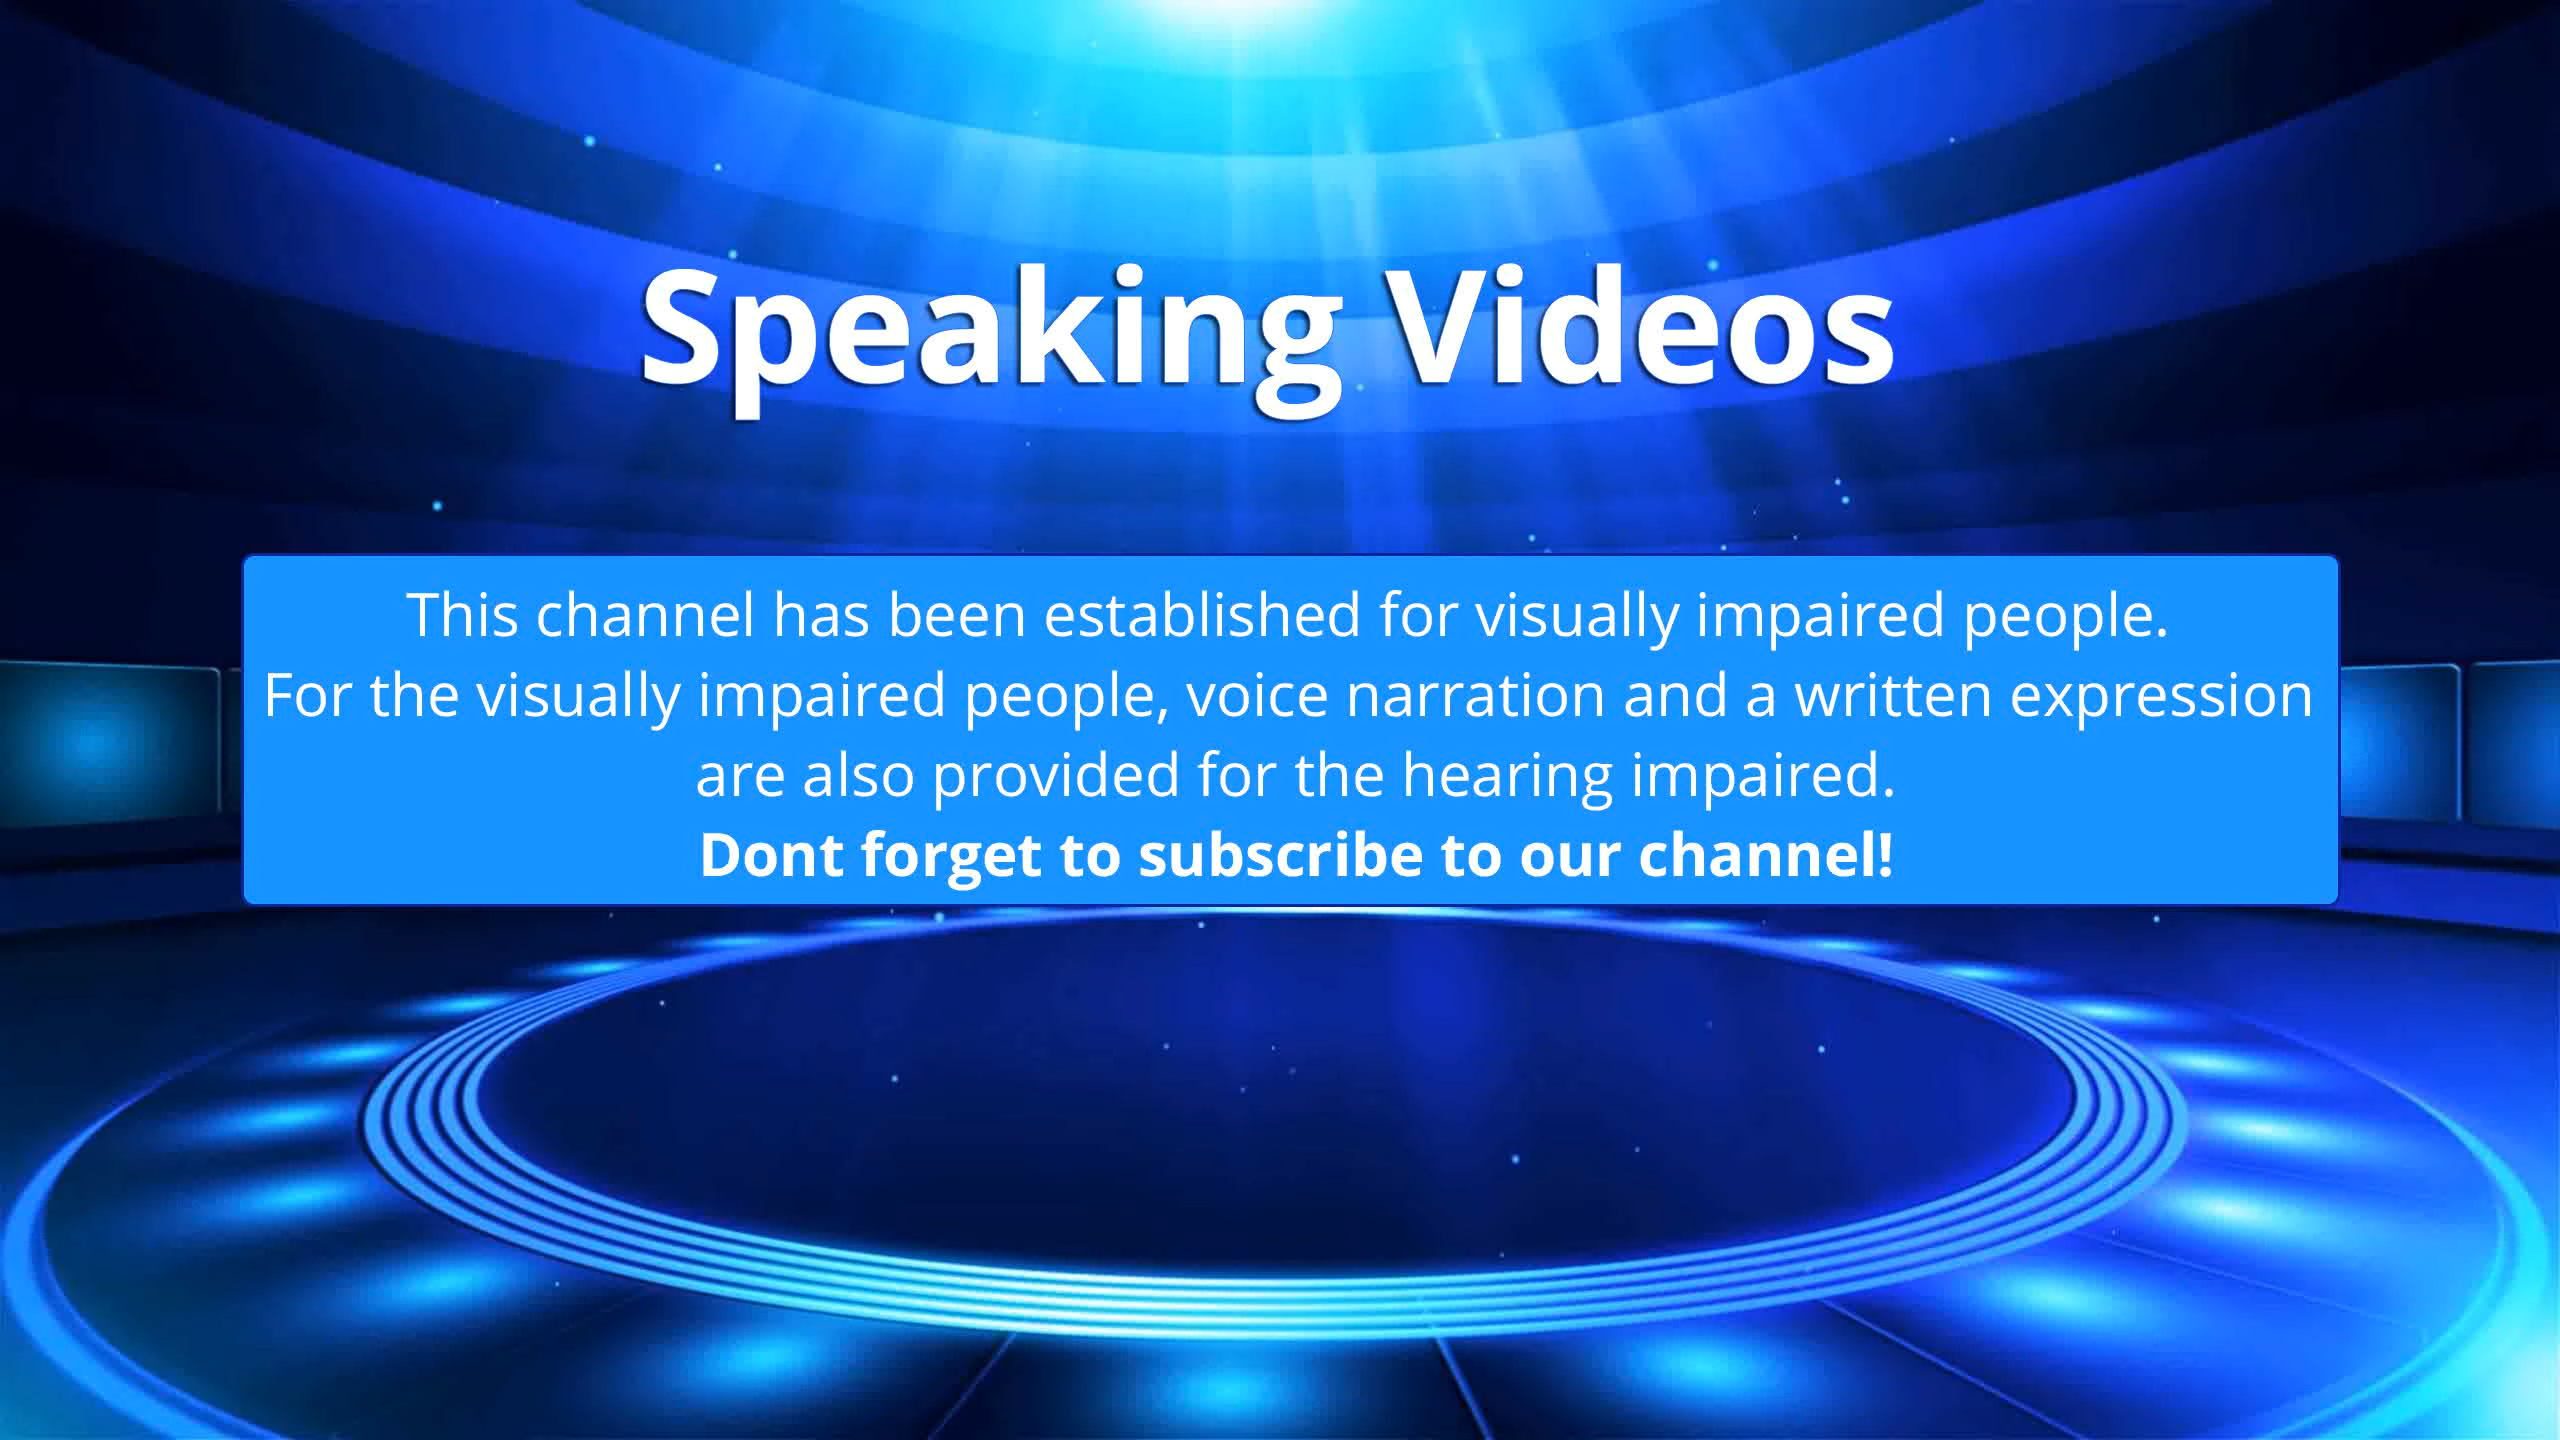 Speaking Videos
This channel has been established for visually impaired people.
For the visually impaired people, voice narration and a written expression
are also provided for the hearing impaired.
Dont forget to subscribe to our channel!